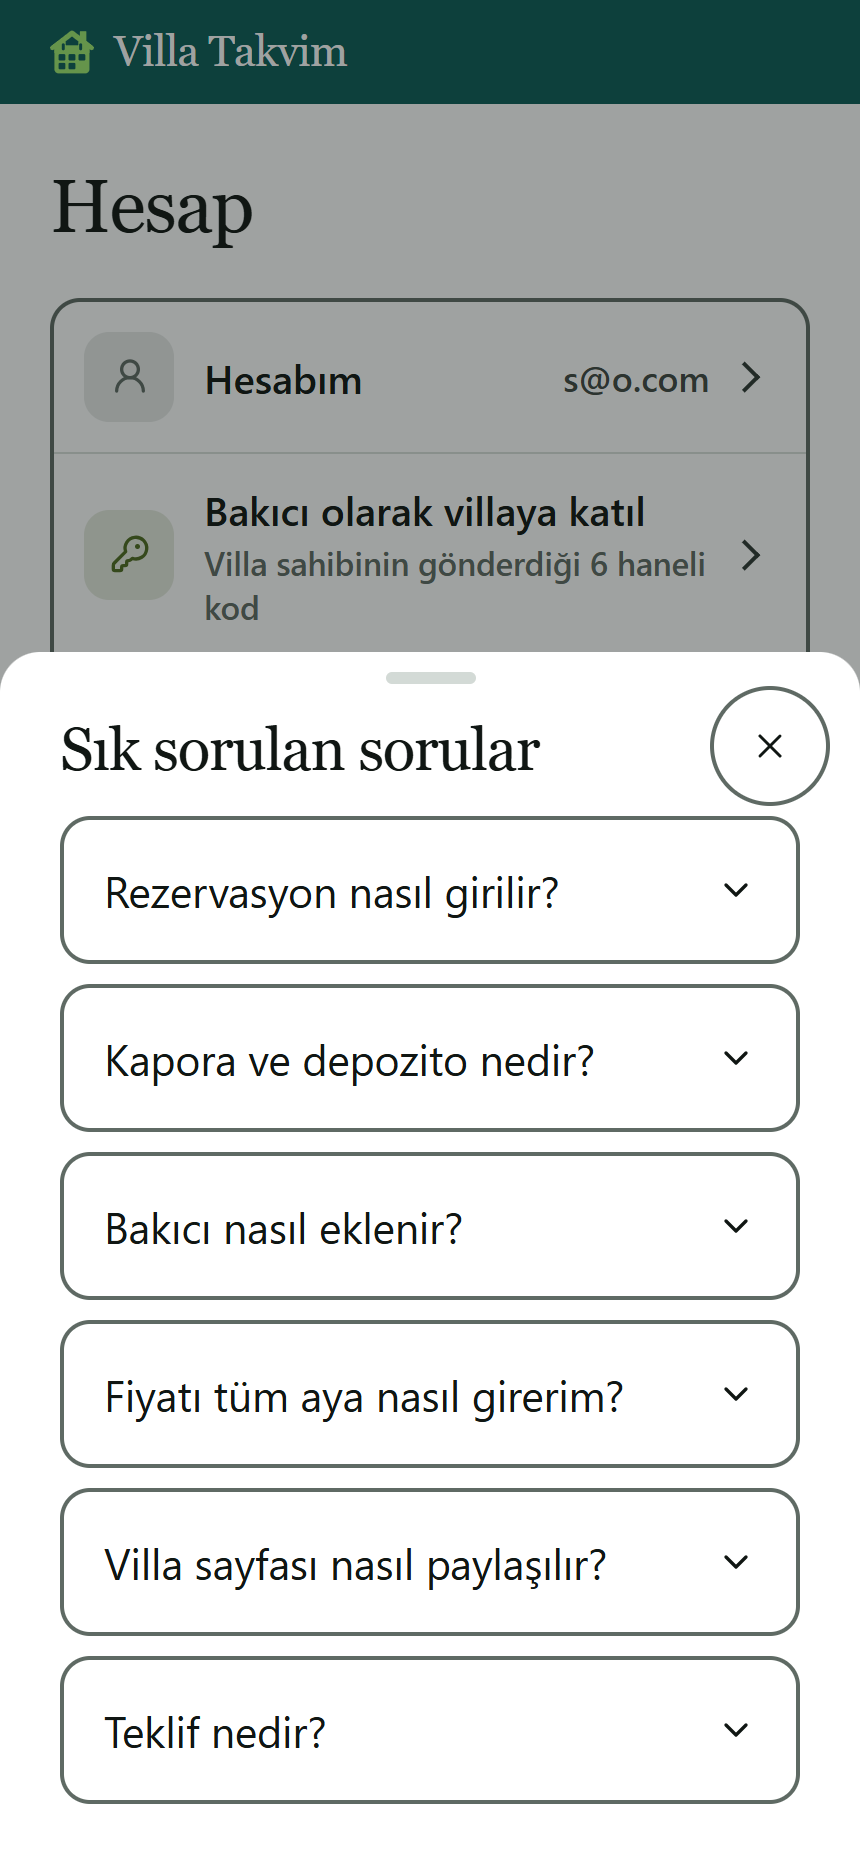 Villa Takvim
Hesap
Hesabım
s@o.com
Bakıcı olarak villaya katıl
Villa sahibinin gönderdiği 6 haneli
kod
Sık sorulan sorular
Rezervasyon nasıl girilir?
Kapora ve depozito nedir?
Bakıcı nasıl eklenir?
Fiyatı tüm aya nasıl girerim?
Villa sayfası nasıl paylaşılır?
Teklif nedir?